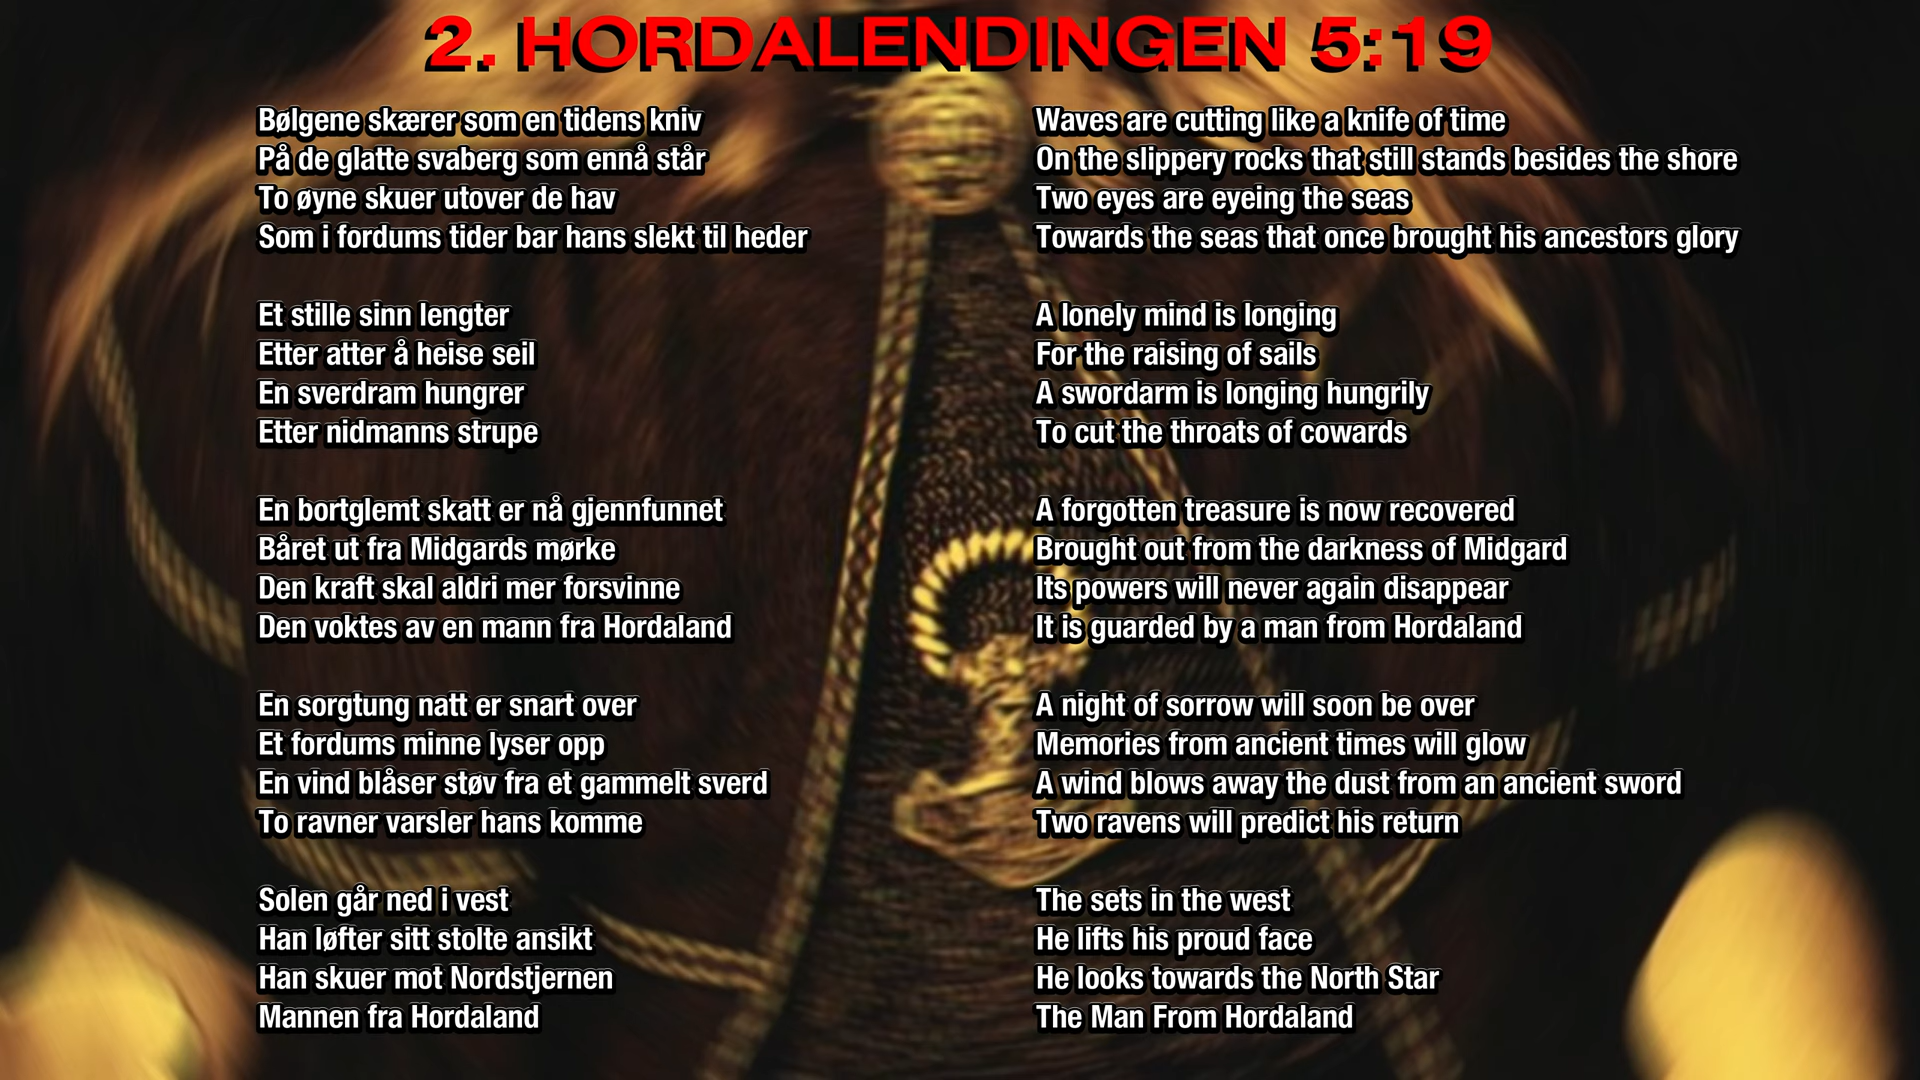 2. HORDALENDINGEN 5:19
Bølgene skærer som en tidens kniv
På de glatte svaberg som ennå står
To øyne skuer utover de hav
Som i fordums tider bar hans slekt til heder
Et stille sinn lengter
Etter atter å heise seil
En sverdram hungrer
Etter nidmanns strupe
En bortglemt skatt er nå gjennfunnet
Båret ut fra Midgards mørke
Den kraft skal aldri mer forsvinne
Den voktes av en mann fra Hordaland
En sorgtung natt er snart over
Et fordums minne lyser opp
En vind blåser støv fra et gammelt sverd
To ravner varsler hans komme
Solen går ned i vest
Han løfter sitt stolte ansikt
Han skuer mot Nordstjernen
Mannen fra Hordaland
Waves are cutting like a knife of time
On the slippery rocks that still stands besides the shore
Two eyes are eyeing the seas
Towards the seas that once brought his ancestors glory
A lonely mind is longing
For the raising of sails
A swordarm is longing hungrily
To cut the throats of cowards
A forgotten treasure is now recovered
Brought out from the darkness of Midgard
Its powers will never again disappear
It is guarded by a man from Hordaland
A night of sorrow will soon be over
Memories from ancient times will glow
A wind blows away the dust from an ancient sword
Two ravens will predict his return
The sets in the west
He lifts his proud face
He looks towards the North Star
The Man From Hordaland